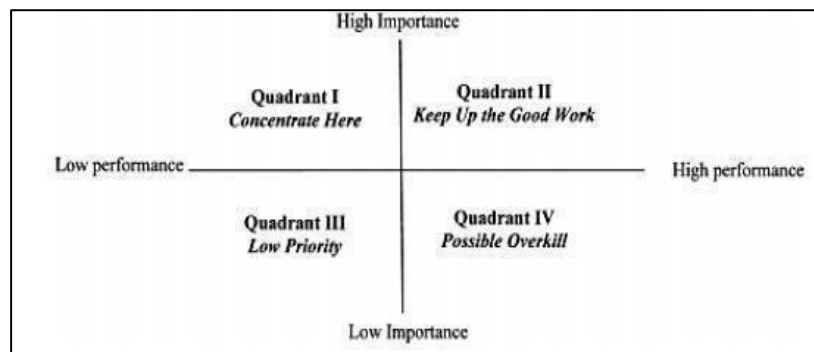 High Importance
Quadrant I
Concentrate Here
Quadrant II
Keep Up the Good Work
Low performance
High performance
Quadrant III
Low Priority
Quadrant IV
Possible Overkill
Low Importance